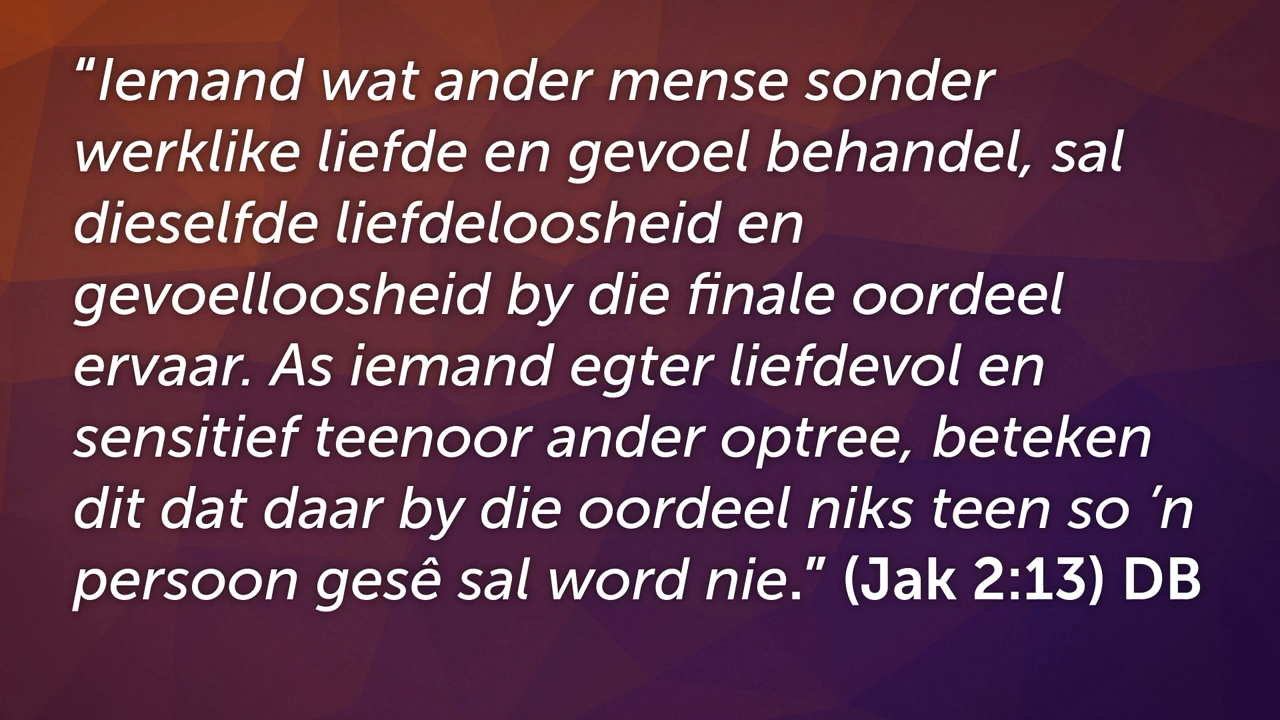 “Iemand wat ander mense sonder
werklike liefde en gevoel behandel, sal
dieselfde liefdeloosheid en
gevoelloosheid by die finale oordeel
ervaar. As iemand egter liefdevol en
sensitief teenoor ander optree, beteken
dit dat daar by die oordeel niks teen so ’n
persoon gesê sal word nie.” (Jak 2:13) DB